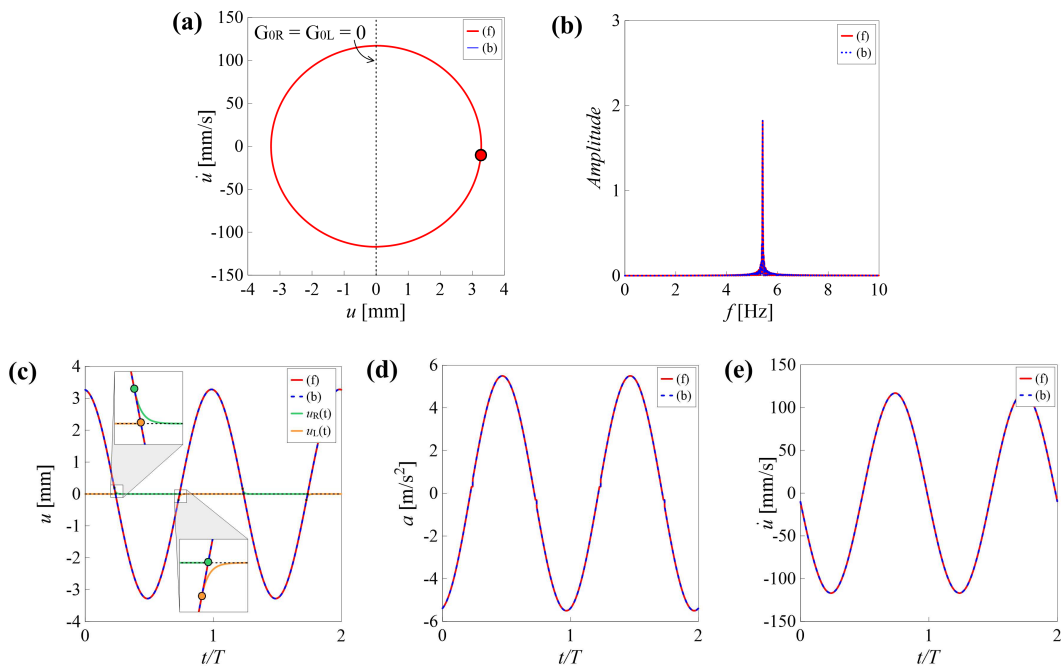 (a)
G0R = G0L = 0
(f)
(b)
150
100
50
0
-50
-100
-150
u̇ [mm/s]
-4 -3 -2 -1 0 1 2 3 4
u [mm]
(b)
(f)
(b)
3
2
1
0
Amplitude
0 2 4 6 8 10
f [Hz]
(c)
(f)
(b)
uR(t)
uL(t)
4
3
2
1
0
-1
-2
-3
-4
u [mm]
0 1 2
t/T
(d)
(f)
(b)
6
4
2
0
-2
-4
-6
a [m/s²]
0 1 2
t/T
(e)
(f)
(b)
150
100
50
0
-50
-100
-150
u̇ [mm/s]
0 1 2
t/T